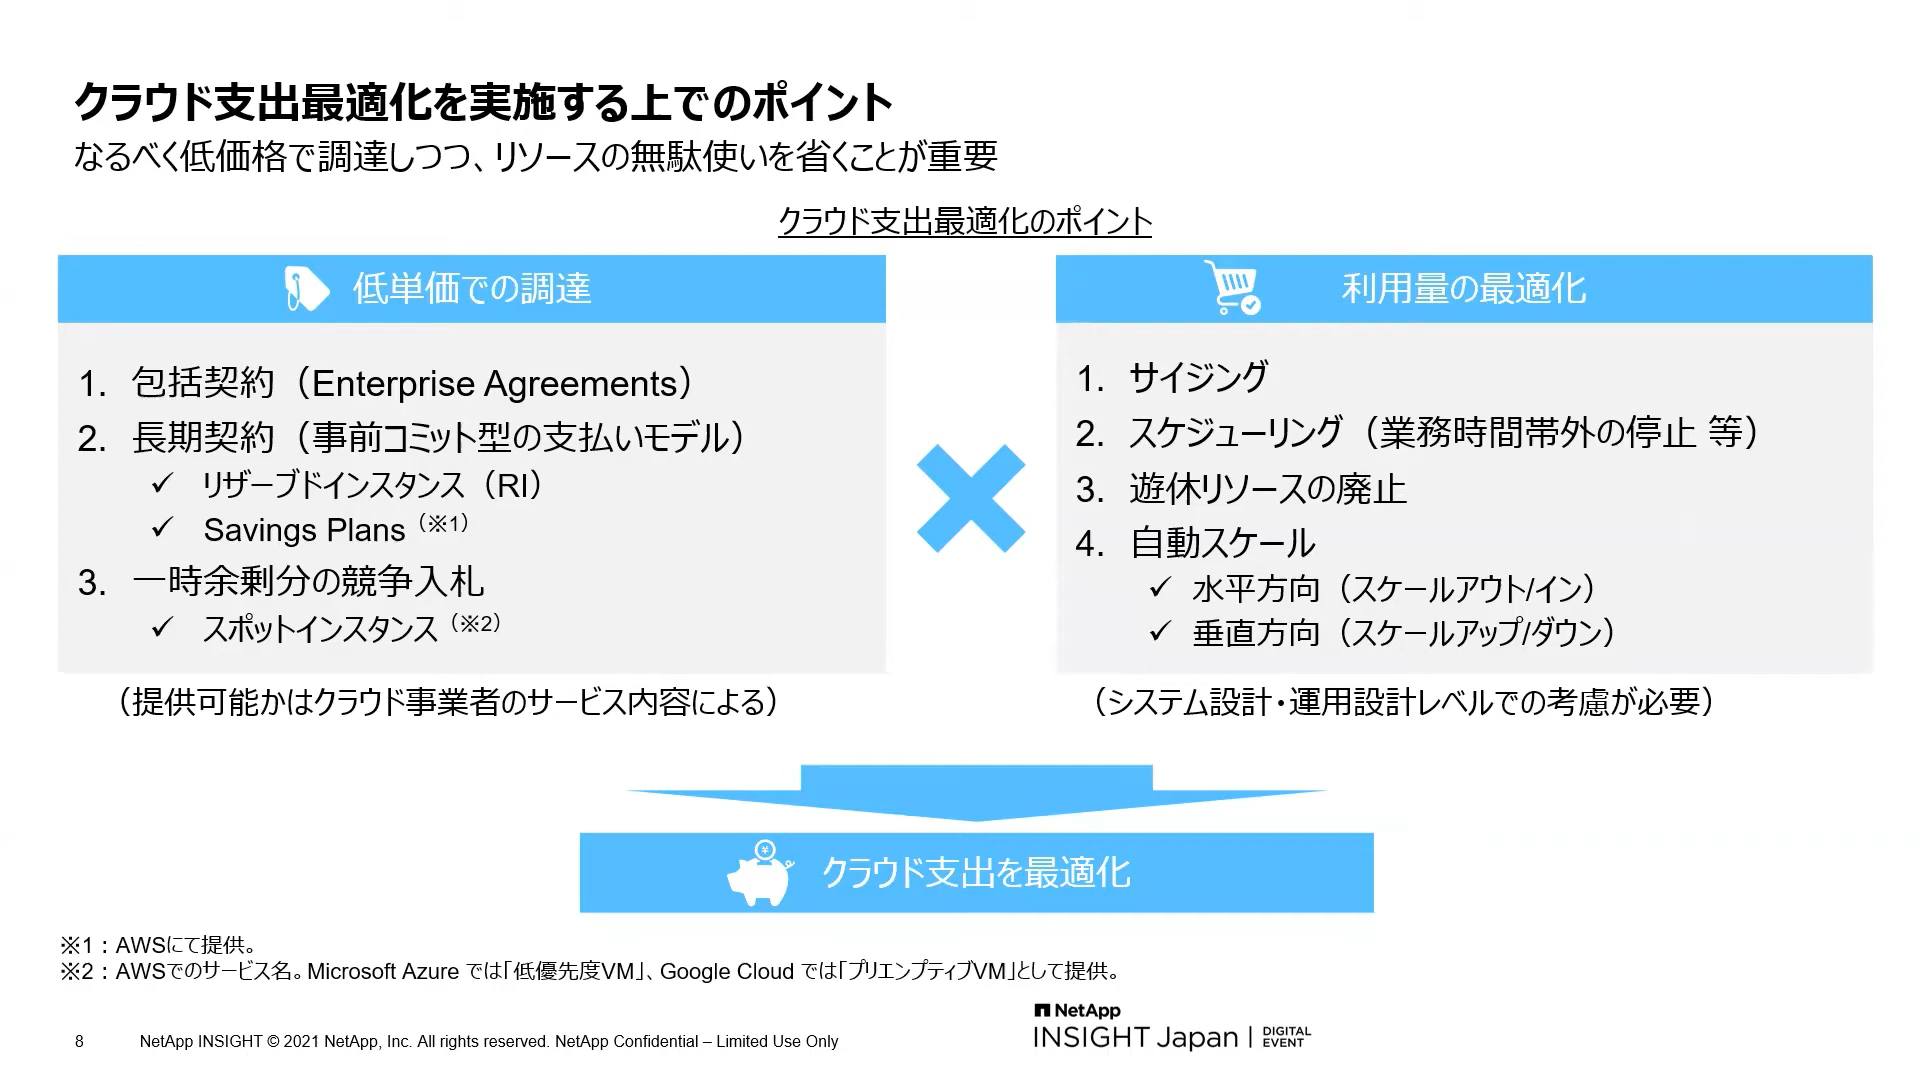 クラウド支出最適化を実施する上でのポイント
なるべく低価格で調達しつつ、リソースの無駄使いを省くことが重要
クラウド支出最適化のポイント
低単価での調達
1. 包括契約（Enterprise Agreements）
2. 長期契約（事前コミット型の支払いモデル）
✓ リザーブドインスタンス（RI）
✓ Savings Plans（※1）
3. 一時余剰分の競争入札
✓ スポットインスタンス（※2）
（提供可能かはクラウド事業者のサービス内容による）
利用量の最適化
1. サイジング
2. スケジューリング（業務時間帯外の停止 等）
3. 遊休リソースの廃止
4. 自動スケール
✓ 水平方向（スケールアウト/イン）
✓ 垂直方向（スケールアップ/ダウン）
（システム設計・運用設計レベルでの考慮が必要）
¥
クラウド支出を最適化
※1：AWSにて提供。
※2：AWSでのサービス名。Microsoft Azure では「低優先度VM」、Google Cloud では「プリエンプティブVM」として提供。
8 NetApp INSIGHT © 2021 NetApp, Inc. All rights reserved. NetApp Confidential – Limited Use Only
NetApp
INSIGHT Japan | DIGITAL EVENT